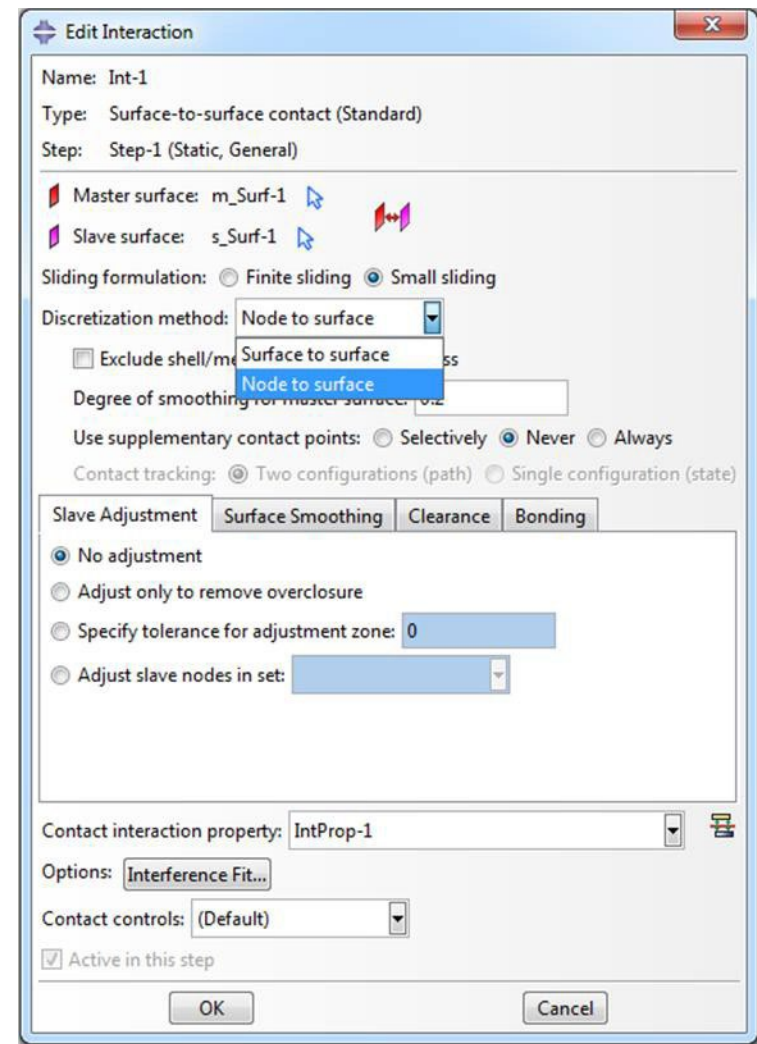 Edit Interaction
Name: Int-1
Type: Surface-to-surface contact (Standard)
Step: Step-1 (Static, General)
Master surface: m_Surf-1
Slave surface: s_Surf-1
Sliding formulation: Finite sliding Small sliding
Discretization method: Node to surface
Surface to surface
Exclude shell/me ss
Node to surface
Degree of smoo
Use supplementary contact points: Selectively Never Always
Contact tracking: Two configurations (path) Single configuration (state)
Slave Adjustment Surface Smoothing Clearance Bonding
No adjustment
Adjust only to remove overclosure
Specify tolerance for adjustment zone: 0
Adjust slave nodes in set:
Contact interaction property: IntProp-1
Options: Interference Fit...
Contact controls: (Default)
Active in this step
OK Cancel